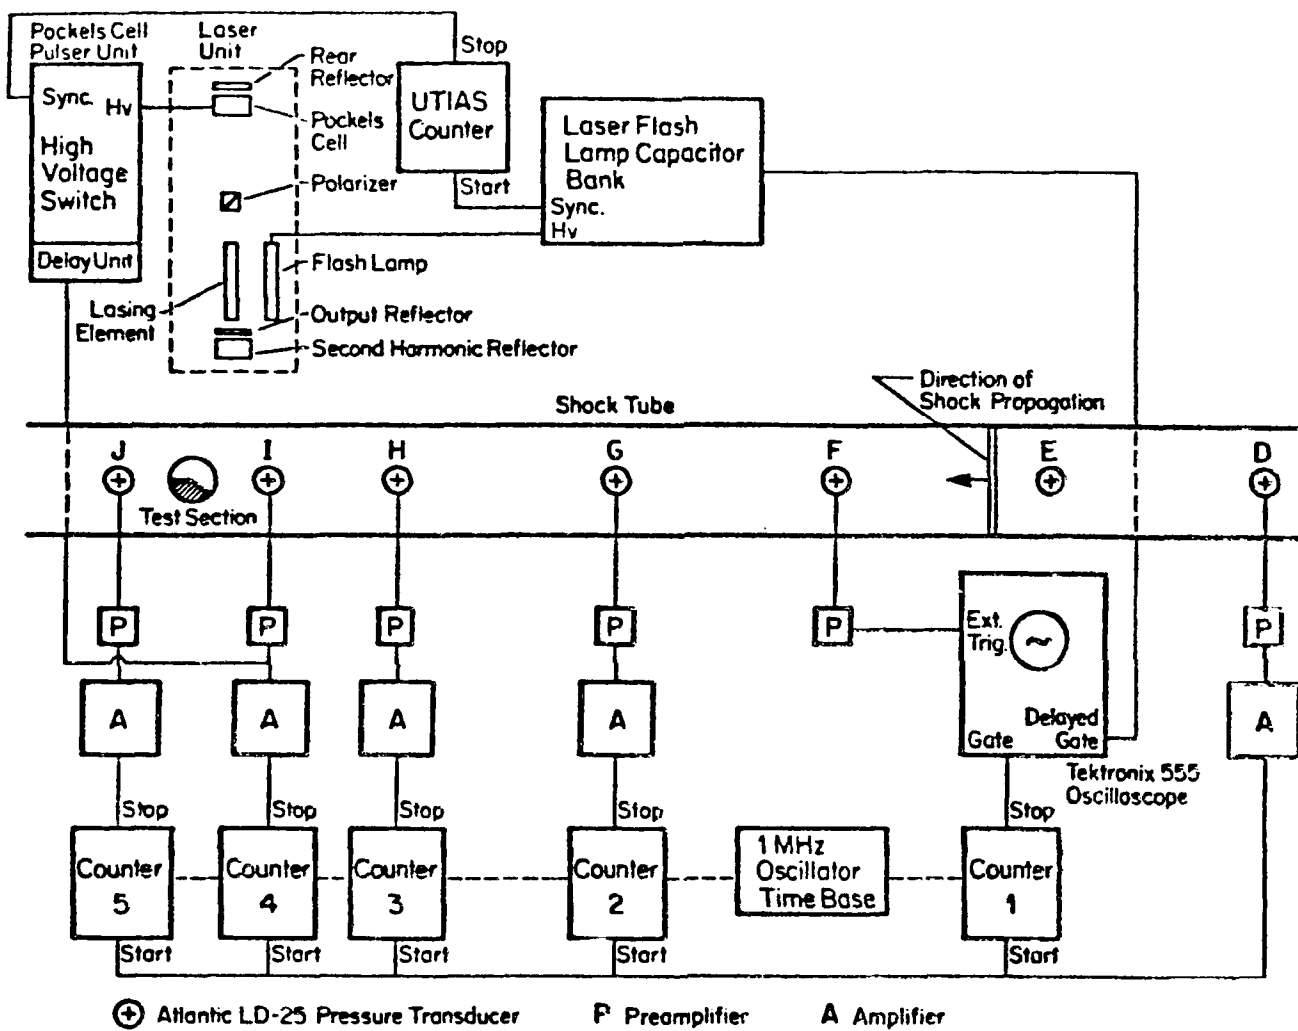 Pockels Cell
Pulser Unit
Laser
Unit
Rear
Reflector
Stop
Sync.
Hv
Pockels
Cell
UTIAS
Counter
Laser Flash
Lamp Capacitor
Bank
High
Voltage
Switch
Polarizer
Start
Sync.
Hv
Delay Unit
Flash Lamp
Lasing
Element
Output Reflector
Second Harmonic Reflector
Direction of
Shock Propagation
Shock Tube
J I H G F E D
Test Section
P P P P P P
Ext.
Trig.
~
A A A A A
Delayed
Gate Gate
Tektronix 555
Oscilloscope
Stop Stop Stop Stop Stop
Counter
5
Counter
4
Counter
3
Counter
2
1 MHz
Oscillator
Time Base
Counter
1
Start Start Start Start Start
Atlantic LD-25 Pressure Transducer P Preamplifier A Amplifier